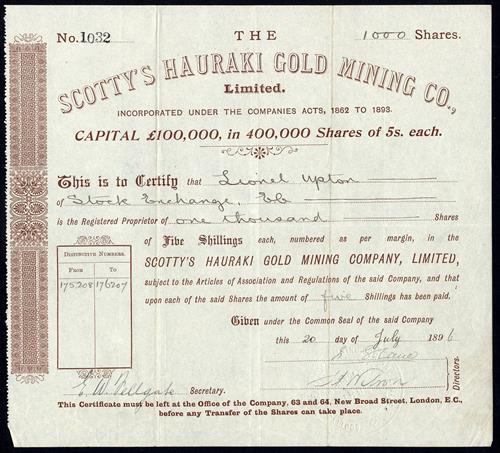 No. 1032
THE
1000 Shares.
SCOTTY'S HAURAKI GOLD MINING CO.,
Limited.
INCORPORATED UNDER THE COMPANIES ACTS, 1862 TO 1893.
CAPITAL £100,000, in 400,000 Shares of 5s. each.
This is to Certify that Lionel Upton
of Stock Exchange,
is the Registered Proprietor of one thousand Shares
of Five Shillings each, numbered as per margin, in the
SCOTTY'S HAURAKI GOLD MINING COMPANY, LIMITED,
subject to the Articles of Association and Regulations of the said Company, and that
upon each of the said Shares the amount of five Shillings has been paid.
DISTINCTIVE NUMBERS.
FROM TO
175208 176207
Given under the Common Seal of the said Company
this 20 day of July 1896
Directors.
Secretary.
This Certificate must be left at the Office of the Company, 63 and 64, New Broad Street, London, E.C.,
before any Transfer of the Shares can take place.